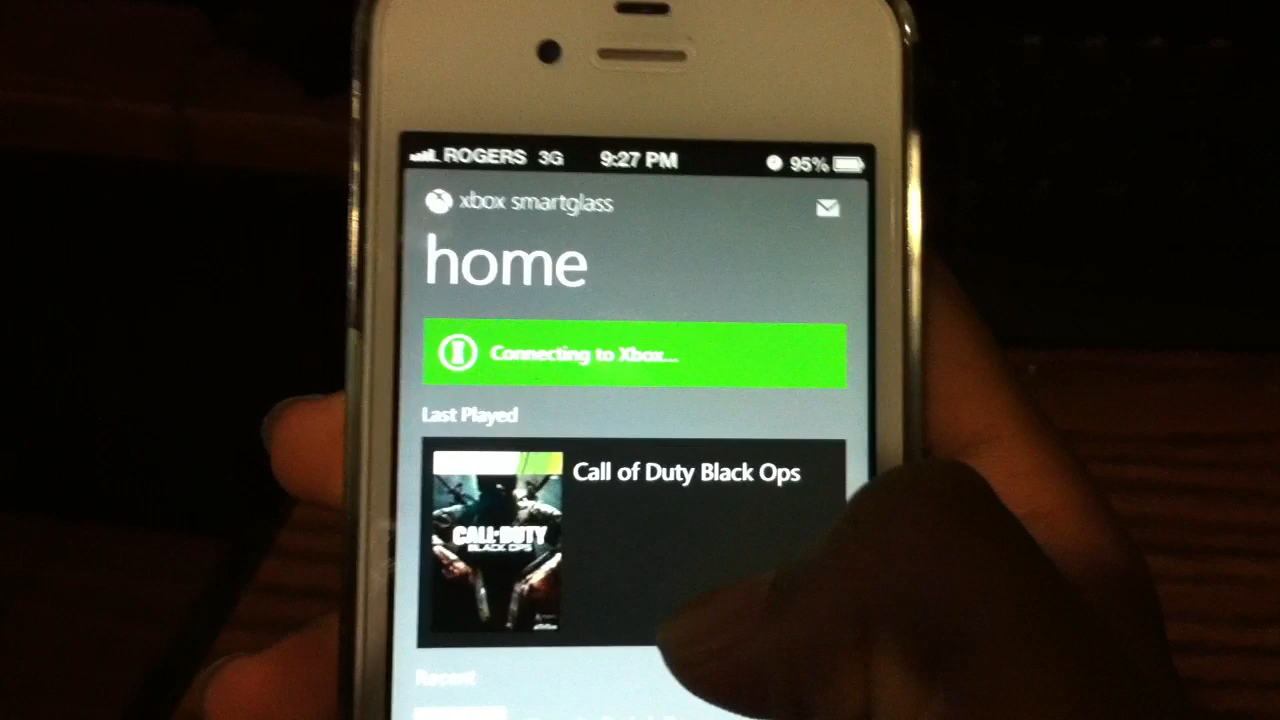 ROGERS 3G 9:27 PM 95%
xbox smartglass
home
Connecting to Xbox...
Last Played
Call of Duty Black Ops
CALL OF DUTY
BLACK OPS
Recent